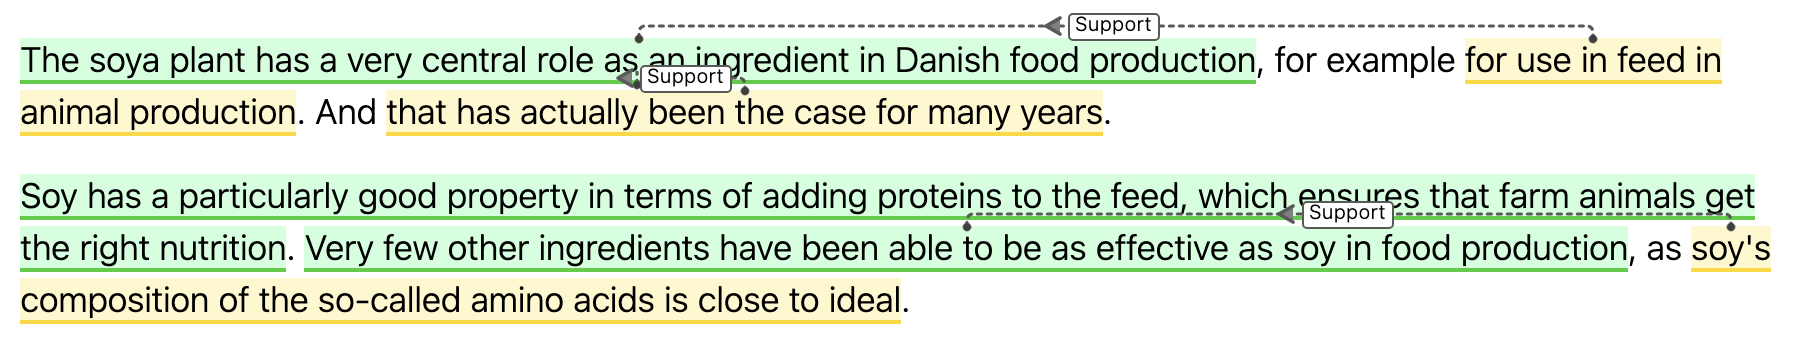 Support
The soya plant has a very central role as an ingredient in Danish food production, for example for use in feed in
Support
animal production. And that has actually been the case for many years.
Soy has a particularly good property in terms of adding proteins to the feed, which ensures that farm animals get
Support
the right nutrition. Very few other ingredients have been able to be as effective as soy in food production, as soy's
composition of the so-called amino acids is close to ideal.